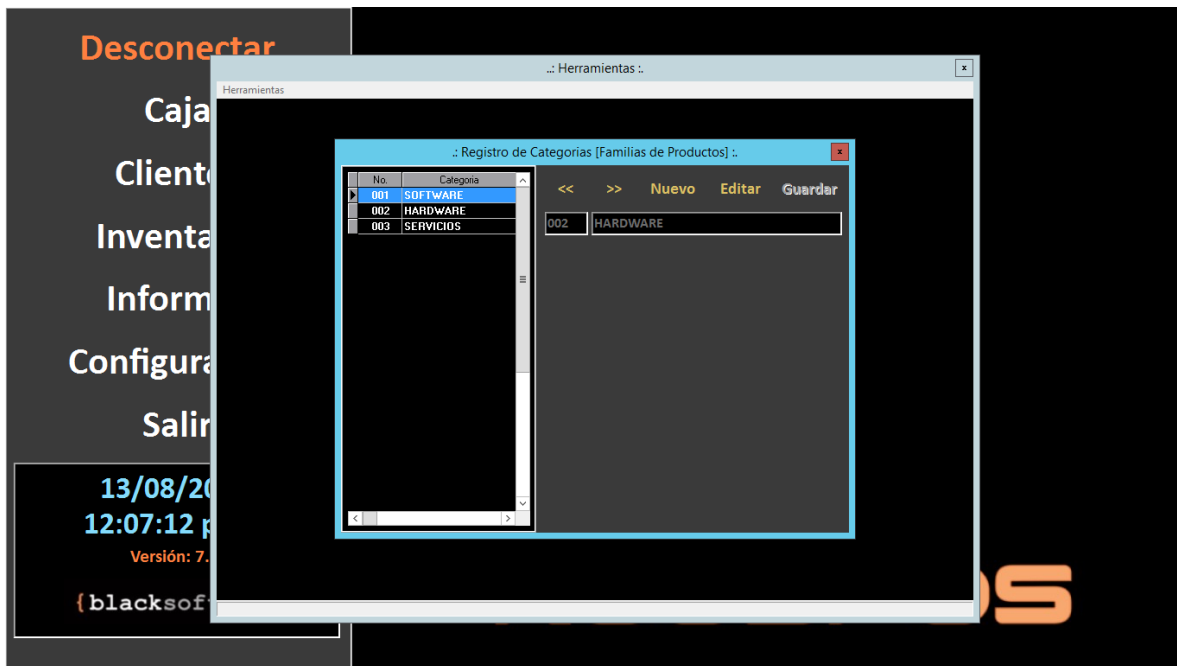 Desconectar
Caja
Client
Inventa
Inform
Configura
Salir
13/08/20
12:07:12 p
Versión: 7.
{blacksof
..: Herramientas :.
x
Herramientas
.: Registro de Categorias [Familias de Productos] :.
x
No. Categoria
001 SOFTWARE
002 HARDWARE
003 SERVICIOS
<< >> Nuevo Editar Guardar
002 HARDWARE